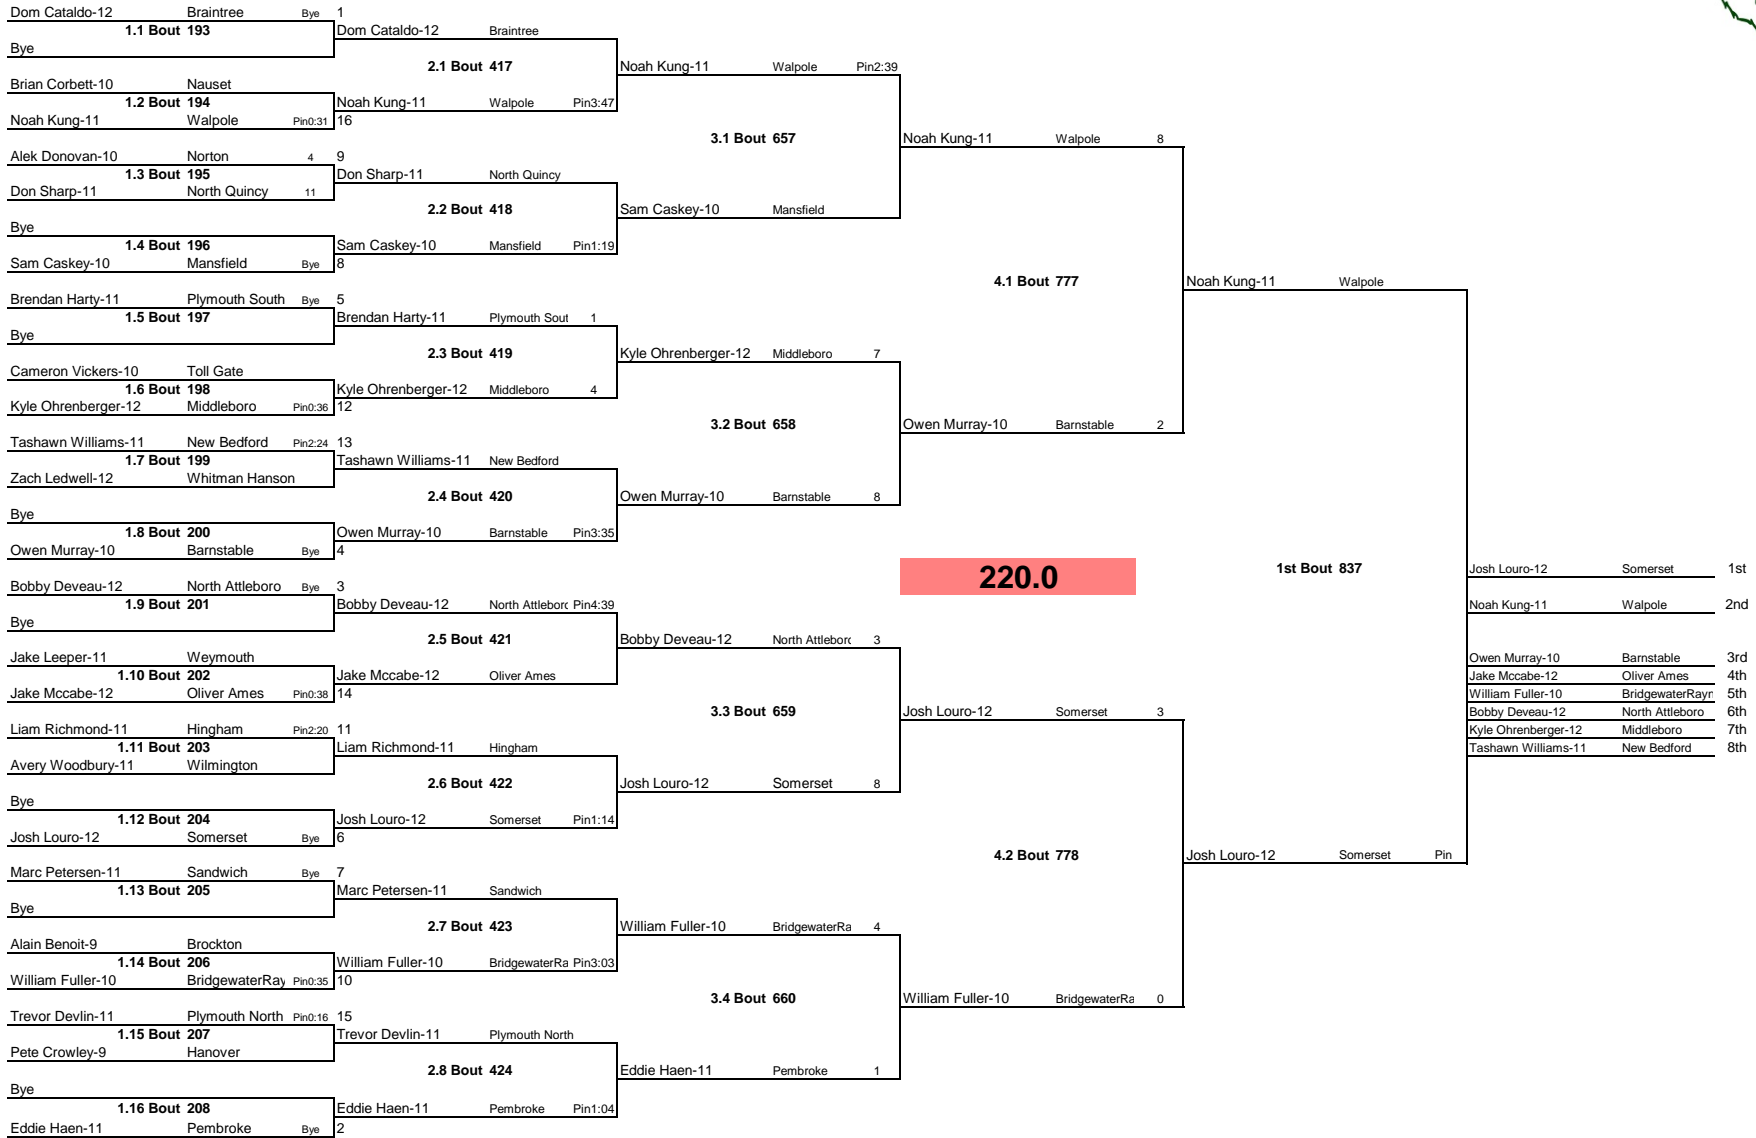 Dom Cataldo-12 Braintree Bye 1
1.1 Bout 193
Bye
Brian Corbett-10 Nauset
1.2 Bout 194
Noah Kung-11 Walpole Pin0:31 16
Alek Donovan-10 Norton 4 9
1.3 Bout 195
Don Sharp-11 North Quincy 11
Bye
1.4 Bout 196
Sam Caskey-10 Mansfield Bye 8
Brendan Harty-11 Plymouth South Bye 5
1.5 Bout 197
Bye
Cameron Vickers-10 Toll Gate
1.6 Bout 198
Kyle Ohrenberger-12 Middleboro Pin0:36 12
Tashawn Williams-11 New Bedford Pin2:24 13
1.7 Bout 199
Zach Ledwell-12 Whitman Hanson
Bye
1.8 Bout 200
Owen Murray-10 Barnstable Bye 4
Bobby Deveau-12 North Attleboro Bye 3
1.9 Bout 201
Bye
Jake Leeper-11 Weymouth
1.10 Bout 202
Jake Mccabe-12 Oliver Ames Pin0:38 14
Liam Richmond-11 Hingham Pin2:20 11
1.11 Bout 203
Avery Woodbury-11 Wilmington
Bye
1.12 Bout 204
Josh Louro-12 Somerset Bye 6
Marc Petersen-11 Sandwich Bye 7
1.13 Bout 205
Bye
Alain Benoit-9 Brockton
1.14 Bout 206
William Fuller-10 BridgewaterRay Pin0:35 10
Trevor Devlin-11 Plymouth North Pin0:16 15
1.15 Bout 207
Pete Crowley-9 Hanover
Bye
1.16 Bout 208
Eddie Haen-11 Pembroke Bye 2
Dom Cataldo-12 Braintree
2.1 Bout 417
Noah Kung-11 Walpole Pin3:47
Don Sharp-11 North Quincy
2.2 Bout 418
Sam Caskey-10 Mansfield Pin1:19
Brendan Harty-11 Plymouth Sout 1
2.3 Bout 419
Kyle Ohrenberger-12 Middleboro 4
Tashawn Williams-11 New Bedford
2.4 Bout 420
Owen Murray-10 Barnstable Pin3:35
Bobby Deveau-12 North Attleborc Pin4:39
2.5 Bout 421
Jake Mccabe-12 Oliver Ames
Liam Richmond-11 Hingham
2.6 Bout 422
Josh Louro-12 Somerset Pin1:14
Marc Petersen-11 Sandwich
2.7 Bout 423
William Fuller-10 BridgewaterRa Pin3:03
Trevor Devlin-11 Plymouth North
2.8 Bout 424
Eddie Haen-11 Pembroke Pin1:04
Noah Kung-11 Walpole Pin2:39
3.1 Bout 657
Sam Caskey-10 Mansfield
Kyle Ohrenberger-12 Middleboro 7
3.2 Bout 658
Owen Murray-10 Barnstable 8
Bobby Deveau-12 North Attleborc 3
3.3 Bout 659
Josh Louro-12 Somerset 8
William Fuller-10 BridgewaterRa 4
3.4 Bout 660
Eddie Haen-11 Pembroke 1
Noah Kung-11 Walpole 8
4.1 Bout 777
Owen Murray-10 Barnstable 2
220.0
Josh Louro-12 Somerset 3
4.2 Bout 778
William Fuller-10 BridgewaterRa 0
Noah Kung-11 Walpole
1st Bout 837
Josh Louro-12 Somerset Pin
Josh Louro-12 Somerset 1st
Noah Kung-11 Walpole 2nd
Owen Murray-10 Barnstable 3rd
Jake Mccabe-12 Oliver Ames 4th
William Fuller-10 BridgewaterRayn 5th
Bobby Deveau-12 North Attleboro 6th
Kyle Ohrenberger-12 Middleboro 7th
Tashawn Williams-11 New Bedford 8th